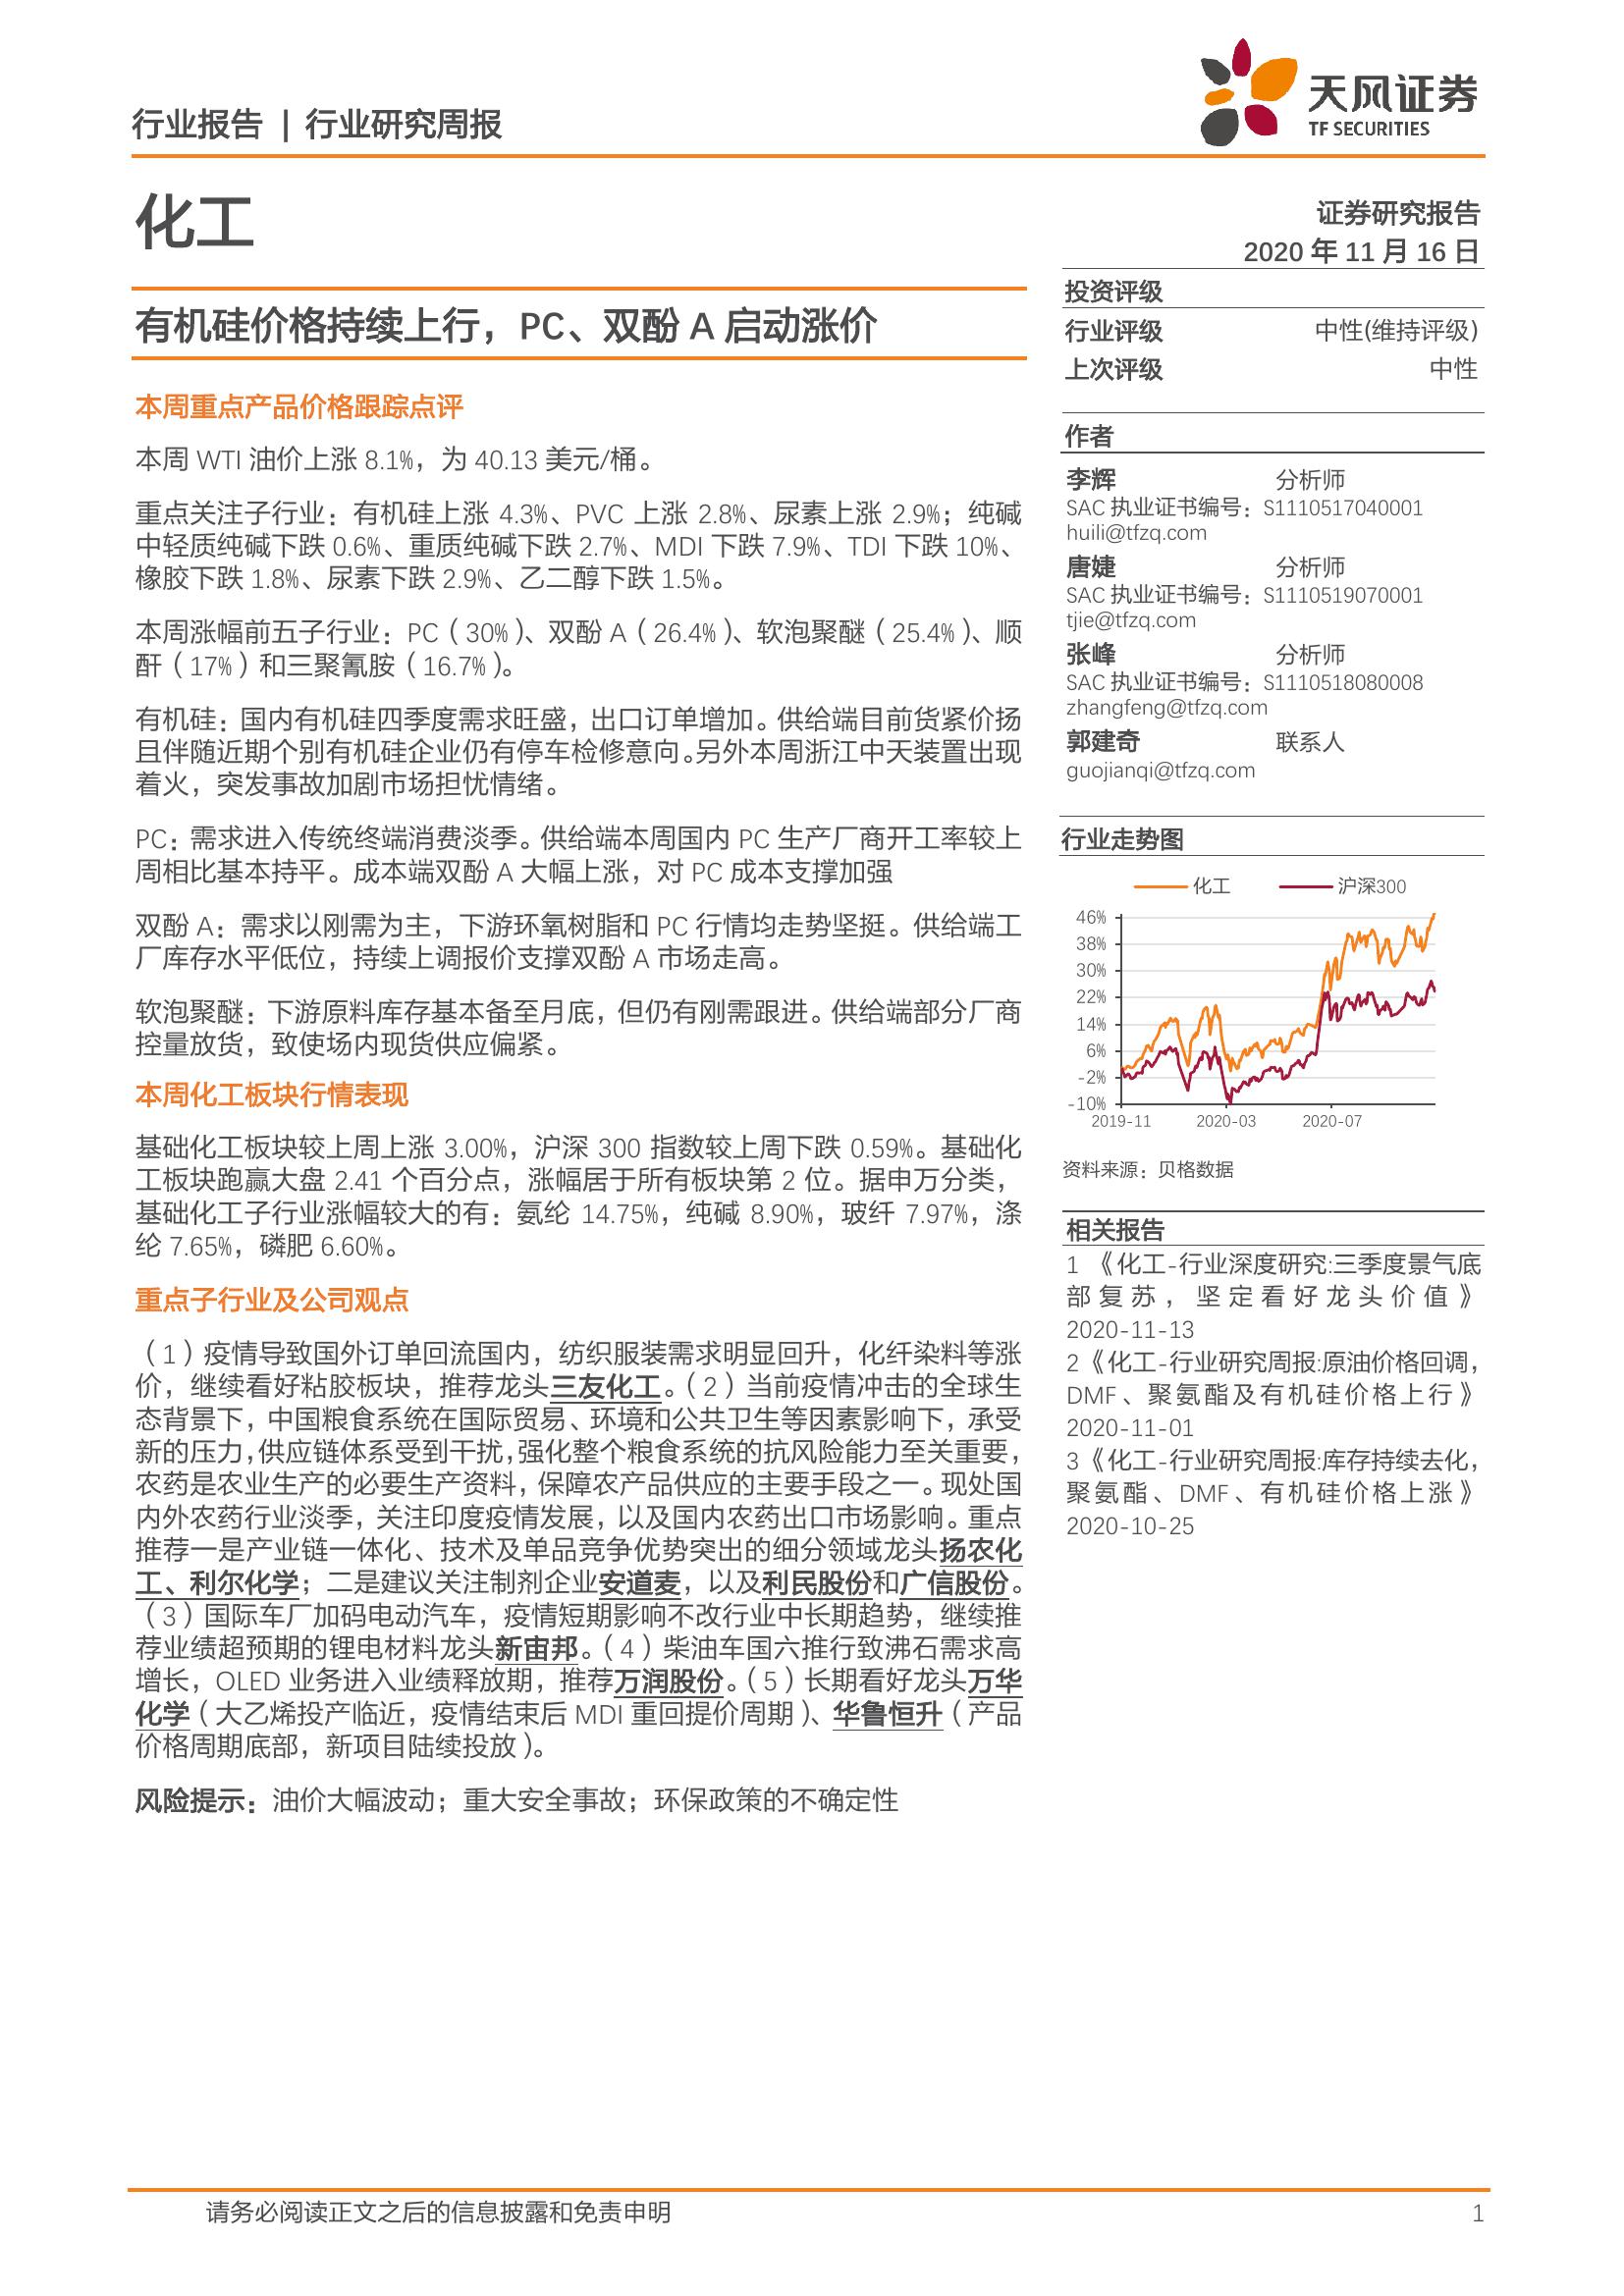 行业报告 | 行业研究周报
天风证券
TF SECURITIES
化工
证券研究报告
2020 年 11 月 16 日
有机硅价格持续上行，PC、双酚 A 启动涨价
本周重点产品价格跟踪点评
本周 WTI 油价上涨 8.1%，为 40.13 美元/桶。
重点关注子行业：有机硅上涨 4.3%、PVC 上涨 2.8%、尿素上涨 2.9%；纯碱
中轻质纯碱下跌 0.6%、重质纯碱下跌 2.7%、MDI 下跌 7.9%、TDI 下跌 10%、
橡胶下跌 1.8%、尿素下跌 2.9%、乙二醇下跌 1.5%。
本周涨幅前五子行业：PC（30%）、双酚 A（26.4%）、软泡聚醚（25.4%）、顺
酐（17%）和三聚氰胺（16.7%）。
有机硅：国内有机硅四季度需求旺盛，出口订单增加。供给端目前货紧价扬
且伴随近期个别有机硅企业仍有停车检修意向。另外本周浙江中天装置出现
着火，突发事故加剧市场担忧情绪。
PC：需求进入传统终端消费淡季。供给端本周国内 PC 生产厂商开工率较上
周相比基本持平。成本端双酚 A 大幅上涨，对 PC 成本支撑加强
双酚 A：需求以刚需为主，下游环氧树脂和 PC 行情均走势坚挺。供给端工
厂库存水平低位，持续上调报价支撑双酚 A 市场走高。
软泡聚醚：下游原料库存基本备至月底，但仍有刚需跟进。供给端部分厂商
控量放货，致使场内现货供应偏紧。
本周化工板块行情表现
基础化工板块较上周上涨 3.00%，沪深 300 指数较上周下跌 0.59%。基础化
工板块跑赢大盘 2.41 个百分点，涨幅居于所有板块第 2 位。据申万分类，
基础化工子行业涨幅较大的有：氨纶 14.75%，纯碱 8.90%，玻纤 7.97%，涤
纶 7.65%，磷肥 6.60%。
重点子行业及公司观点
（1）疫情导致国外订单回流国内，纺织服装需求明显回升，化纤染料等涨
价，继续看好粘胶板块，推荐龙头三友化工。（2）当前疫情冲击的全球生
态背景下，中国粮食系统在国际贸易、环境和公共卫生等因素影响下，承受
新的压力，供应链体系受到干扰，强化整个粮食系统的抗风险能力至关重要，
农药是农业生产的必要生产资料，保障农产品供应的主要手段之一。现处国
内外农药行业淡季，关注印度疫情发展，以及国内农药出口市场影响。重点
推荐一是产业链一体化、技术及单品竞争优势突出的细分领域龙头扬农化
工、利尔化学；二是建议关注制剂企业安道麦，以及利民股份和广信股份。
（3）国际车厂加码电动汽车，疫情短期影响不改行业中长期趋势，继续推
荐业绩超预期的锂电材料龙头新宙邦。（4）柴油车国六推行致沸石需求高
增长，OLED 业务进入业绩释放期，推荐万润股份。（5）长期看好龙头万华
化学（大乙烯投产临近，疫情结束后 MDI 重回提价周期）、华鲁恒升（产品
价格周期底部，新项目陆续投放）。
风险提示：油价大幅波动；重大安全事故；环保政策的不确定性
投资评级
行业评级 中性(维持评级)
上次评级 中性
作者
李辉 分析师
SAC 执业证书编号：S1110517040001
huili@tfzq.com
唐婕 分析师
SAC 执业证书编号：S1110519070001
tjie@tfzq.com
张峰 分析师
SAC 执业证书编号：S1110518080008
zhangfeng@tfzq.com
郭建奇 联系人
guojianqi@tfzq.com
行业走势图
化工 沪深300
46%
38%
30%
22%
14%
6%
-2%
-10%
2019-11 2020-03 2020-07
资料来源：贝格数据
相关报告
1 《化工-行业深度研究:三季度景气底
部复苏，坚定看好龙头价值》
2020-11-13
2 《化工-行业研究周报:原油价格回调，
DMF、聚氨酯及有机硅价格上行》
2020-11-01
3 《化工-行业研究周报:库存持续去化，
聚氨酯、DMF、有机硅价格上涨》
2020-10-25
请务必阅读正文之后的信息披露和免责申明 1